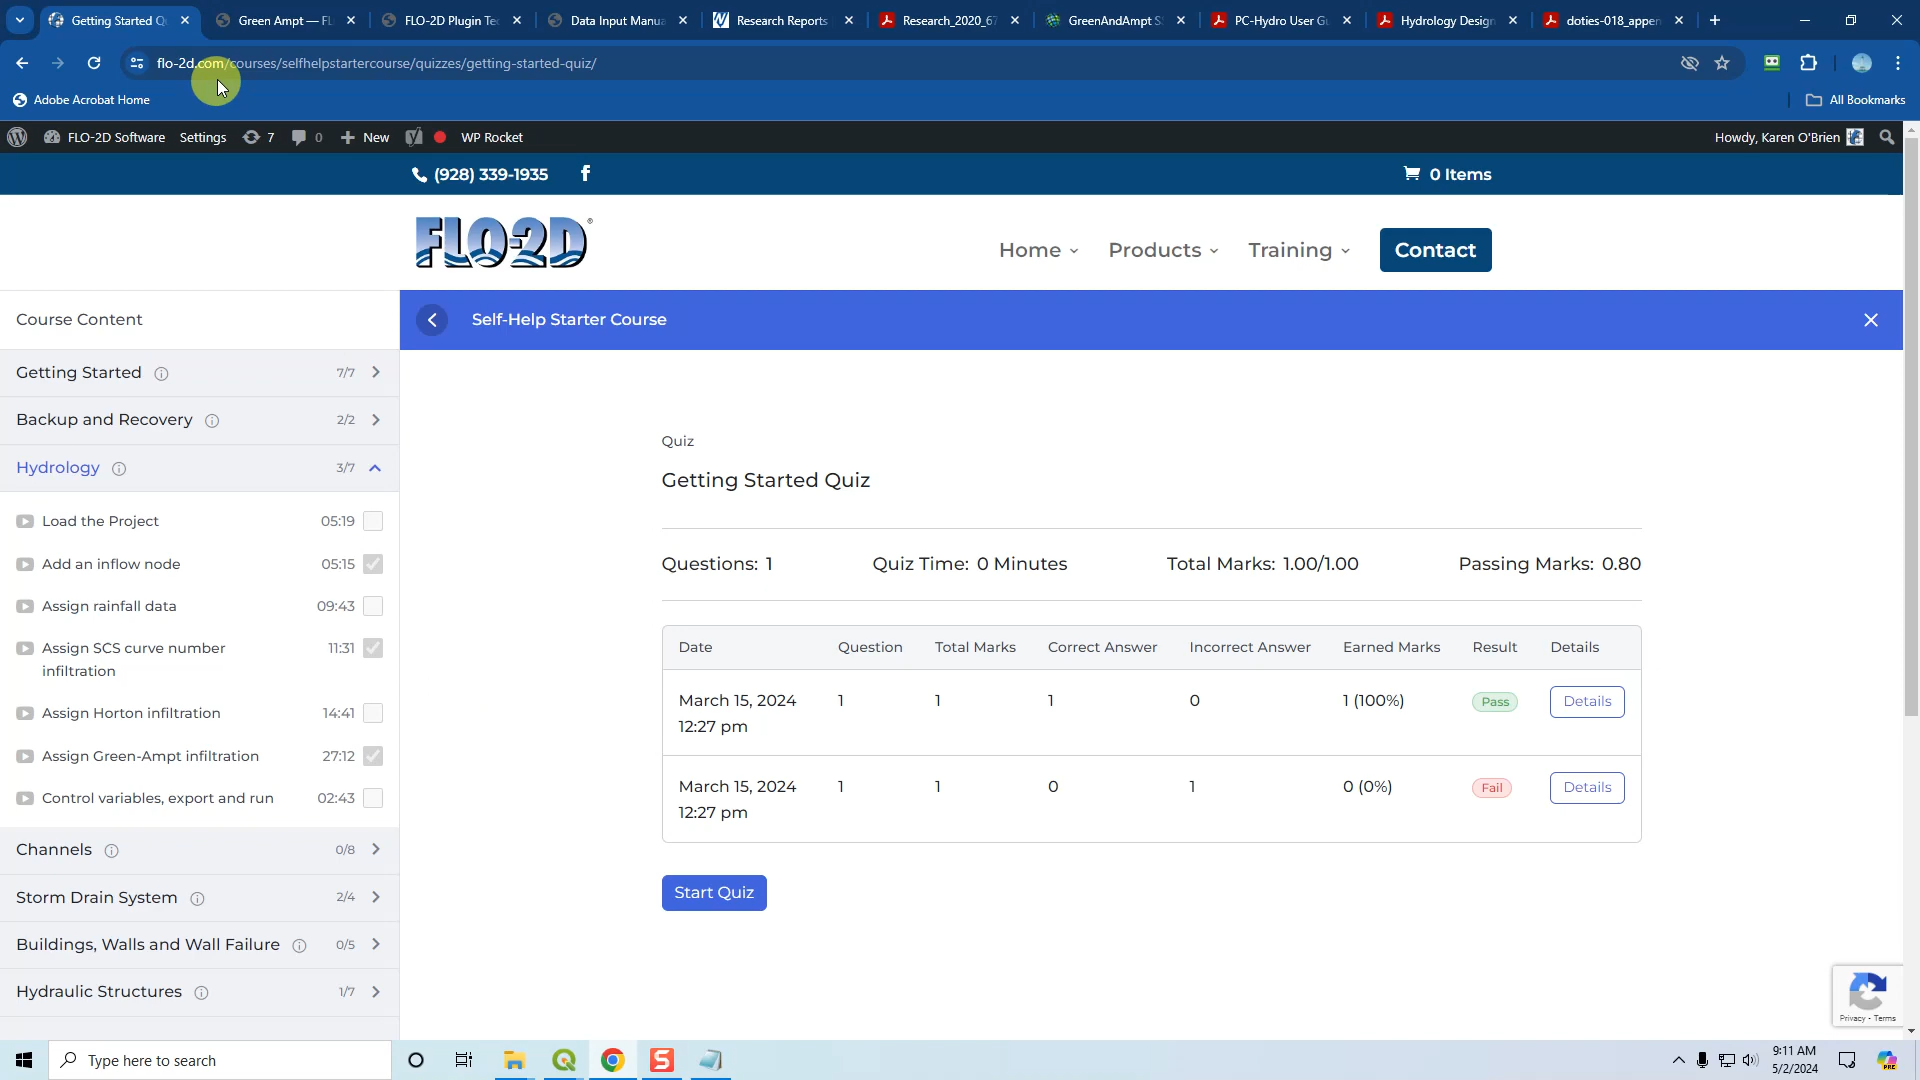 Getting Started Q
Green Ampt — FL
FLO-2D Plugin Tec
Data Input Manua
Research Reports
Research_2020_67
GreenAndAmpt S
PC-Hydro User Gu
Hydrology Design
doties-018_appen
flo-2d.com/courses/selfhelpstartercourse/quizzes/getting-started-quiz/
Adobe Acrobat Home
All Bookmarks
FLO-2D Software
Settings
7
0
New
WP Rocket
Howdy, Karen O'Brien
(928) 339-1935
0 Items
FLO-2D®
Home
Products
Training
Contact
Course Content
Self-Help Starter Course
Getting Started 7/7
Backup and Recovery 2/2
Hydrology 3/7
Load the Project 05:19
Add an inflow node 05:15
Assign rainfall data 09:43
Assign SCS curve number 11:31
infiltration
Assign Horton infiltration 14:41
Assign Green-Ampt infiltration 27:12
Control variables, export and run 02:43
Channels 0/8
Storm Drain System 2/4
Buildings, Walls and Wall Failure 0/5
Hydraulic Structures 1/7
Quiz
Getting Started Quiz
Questions: 1 Quiz Time: 0 Minutes Total Marks: 1.00/1.00 Passing Marks: 0.80
Date Question Total Marks Correct Answer Incorrect Answer Earned Marks Result Details
March 15, 2024 1 1 1 0 1 (100%) Pass Details
12:27 pm
March 15, 2024 1 1 0 1 0 (0%) Fail Details
12:27 pm
Start Quiz
Privacy - Terms
Type here to search
9:11 AM
5/2/2024